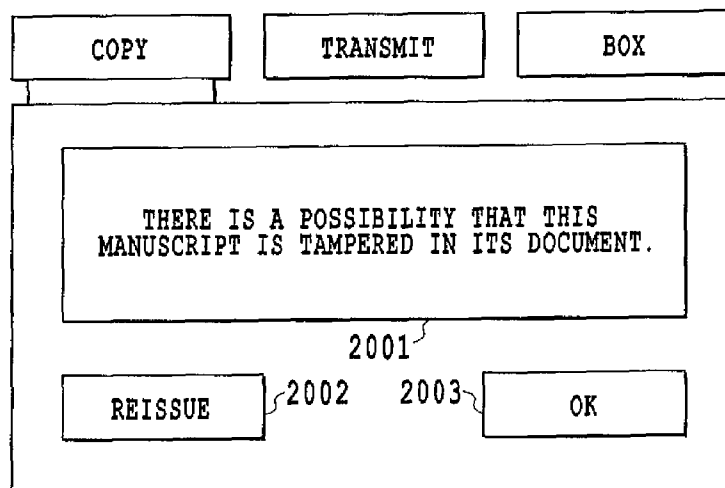 COPY TRANSMIT BOX
THERE IS A POSSIBILITY THAT THIS
MANUSCRIPT IS TAMPERED IN ITS DOCUMENT.
2001
REISSUE 2002 2003 OK